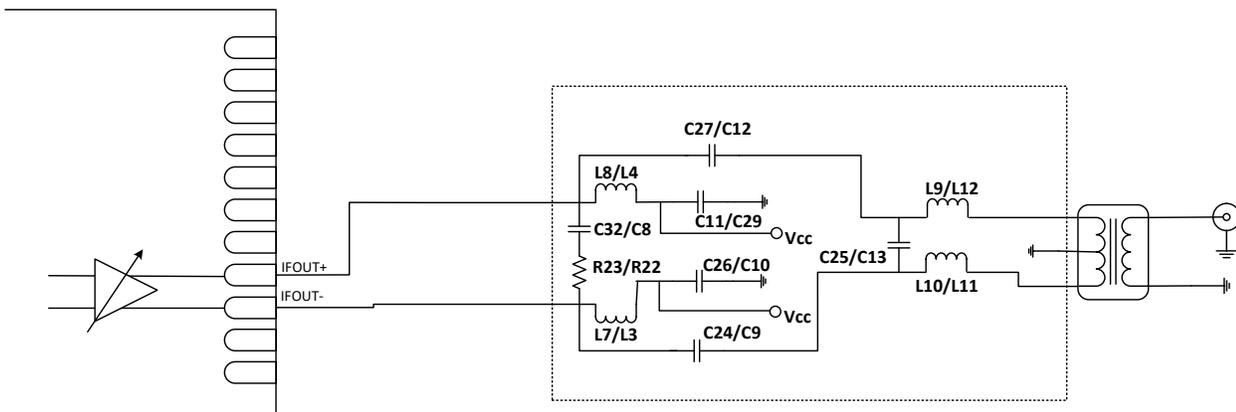 C27/C12
L8/L4
L9/L12
C11/C29
C32/C8
Vcc
IFOUT+
R23/R22
C26/C10
C25/C13
IFOUT-
L10/L11
Vcc
L7/L3
C24/C9